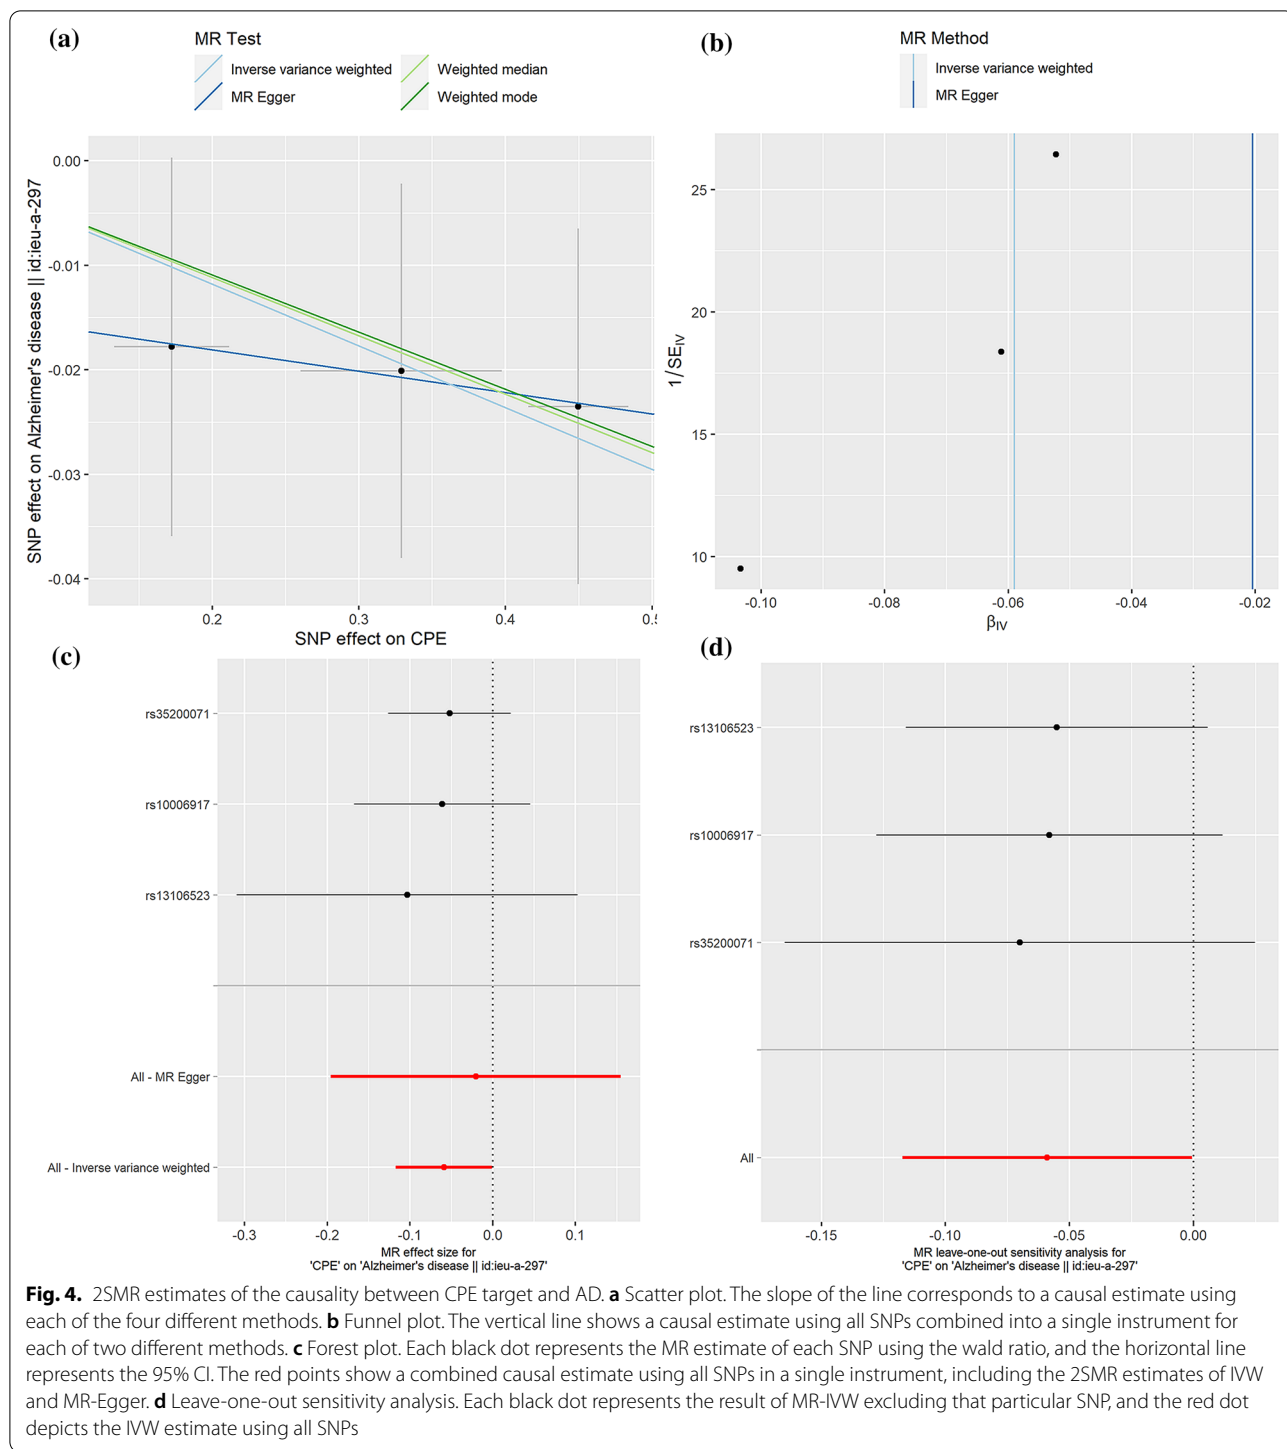 (a)
MR Test
Inverse variance weighted
Weighted median
MR Egger
Weighted mode
SNP effect on Alzheimer's disease || id:ieu-a-297
0.00
-0.01
-0.02
-0.03
-0.04
0.2
0.3
0.4
SNP effect on CPE
(b)
MR Method
Inverse variance weighted
MR Egger
1/SE_IV
25
20
15
10
-0.10
-0.08
-0.06
-0.04
-0.02
β_IV
(c)
rs35200071
rs10006917
rs13106523
All - MR Egger
All - Inverse variance weighted
-0.3
-0.2
-0.1
0.0
0.1
MR effect size for
'CPE' on 'Alzheimer's disease || id:ieu-a-297'
(d)
rs13106523
rs10006917
rs35200071
All
-0.15
-0.10
-0.05
0.00
MR leave-one-out sensitivity analysis for
'CPE' on 'Alzheimer's disease || id:ieu-a-297'
Fig. 4. 2SMR estimates of the causality between CPE target and AD. a Scatter plot. The slope of the line corresponds to a causal estimate using
each of the four different methods. b Funnel plot. The vertical line shows a causal estimate using all SNPs combined into a single instrument for
each of two different methods. c Forest plot. Each black dot represents the MR estimate of each SNP using the wald ratio, and the horizontal line
represents the 95% CI. The red points show a combined causal estimate using all SNPs in a single instrument, including the 2SMR estimates of IVW
and MR-Egger. d Leave-one-out sensitivity analysis. Each black dot represents the result of MR-IVW excluding that particular SNP, and the red dot
depicts the IVW estimate using all SNPs